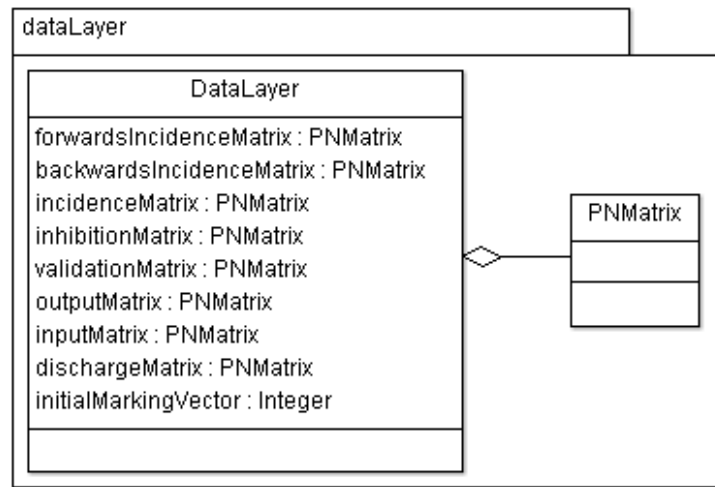 dataLayer
DataLayer
forwardsIncidenceMatrix : PNMatrix
backwardsIncidenceMatrix : PNMatrix
incidenceMatrix : PNMatrix
inhibitionMatrix : PNMatrix
validationMatrix : PNMatrix
outputMatrix : PNMatrix
inputMatrix : PNMatrix
dischargeMatrix : PNMatrix
initialMarkingVector : Integer
PNMatrix